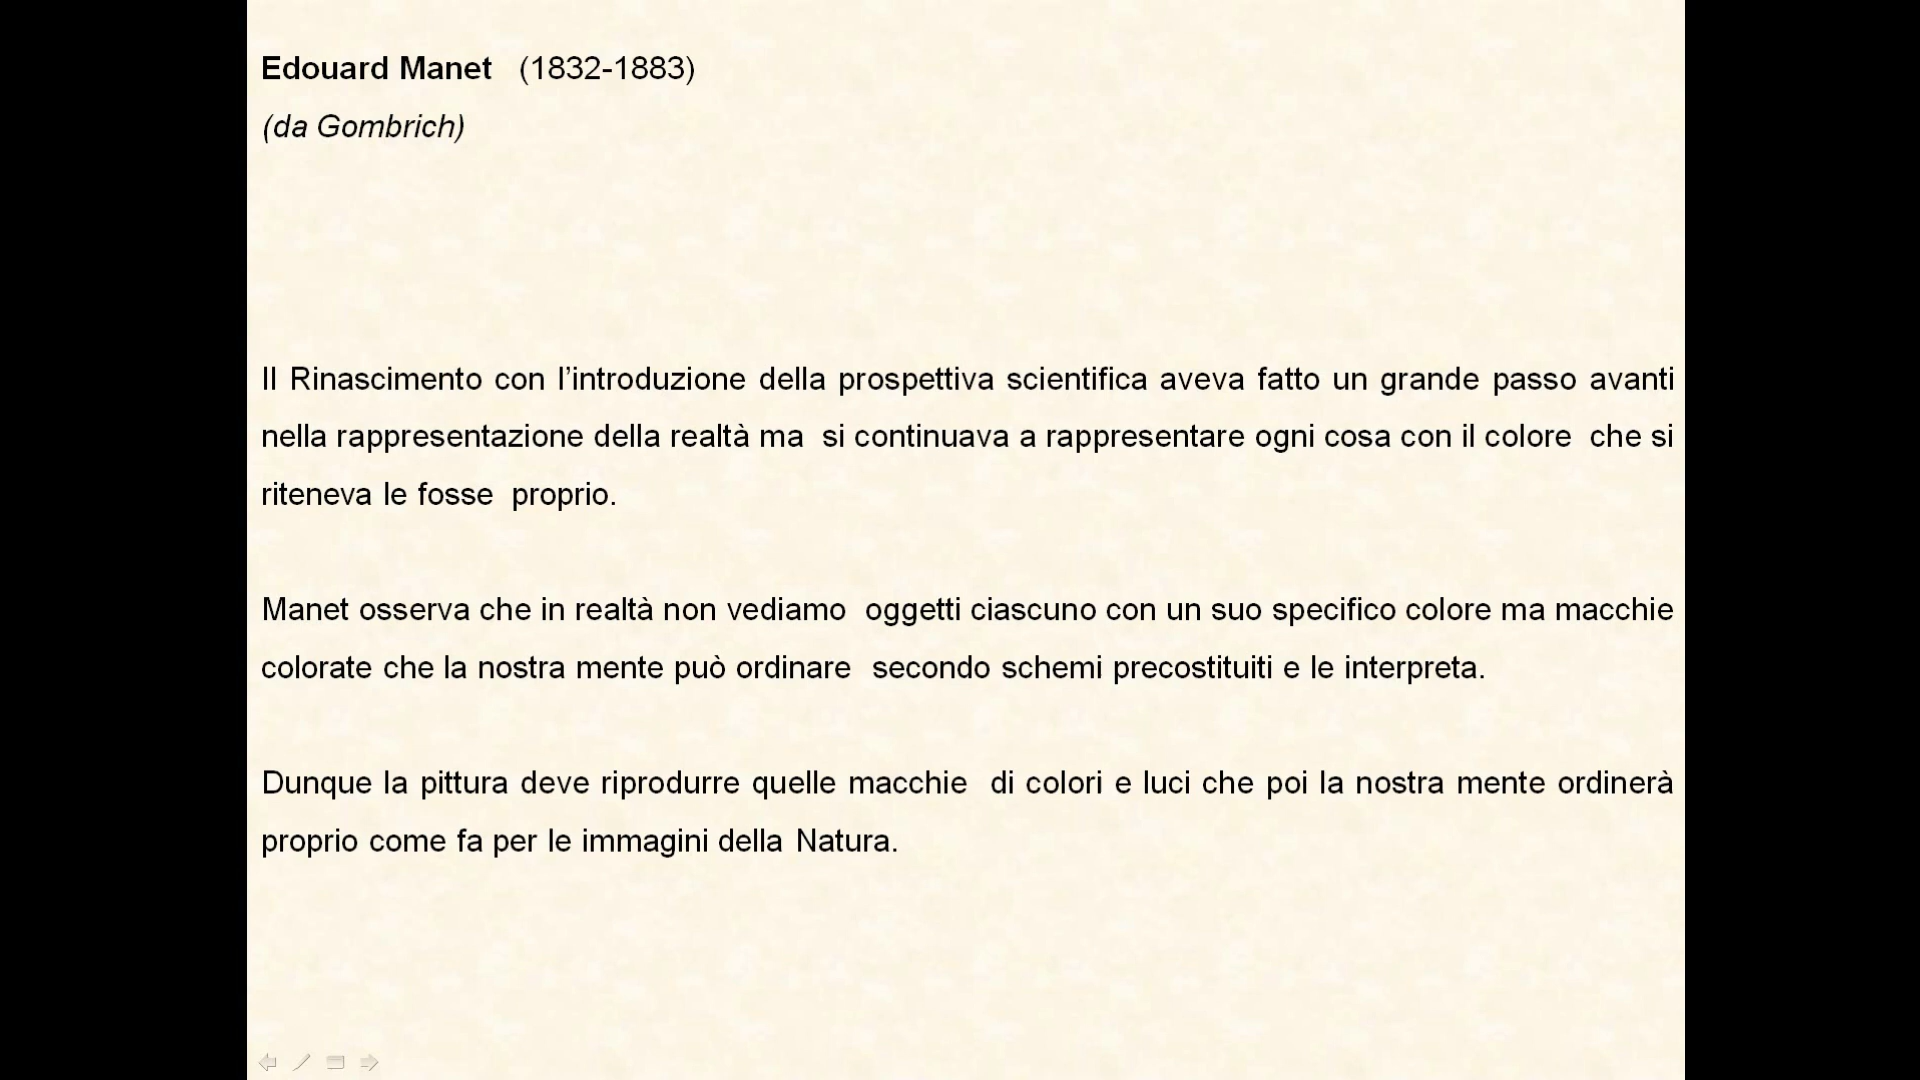 Edouard Manet (1832-1883)
(da Gombrich)
Il Rinascimento con l’introduzione della prospettiva scientifica aveva fatto un grande passo avanti
nella rappresentazione della realtà ma si continuava a rappresentare ogni cosa con il colore che si
riteneva le fosse proprio.
Manet osserva che in realtà non vediamo oggetti ciascuno con un suo specifico colore ma macchie
colorate che la nostra mente può ordinare secondo schemi precostituiti e le interpreta.
Dunque la pittura deve riprodurre quelle macchie di colori e luci che poi la nostra mente ordinerà
proprio come fa per le immagini della Natura.